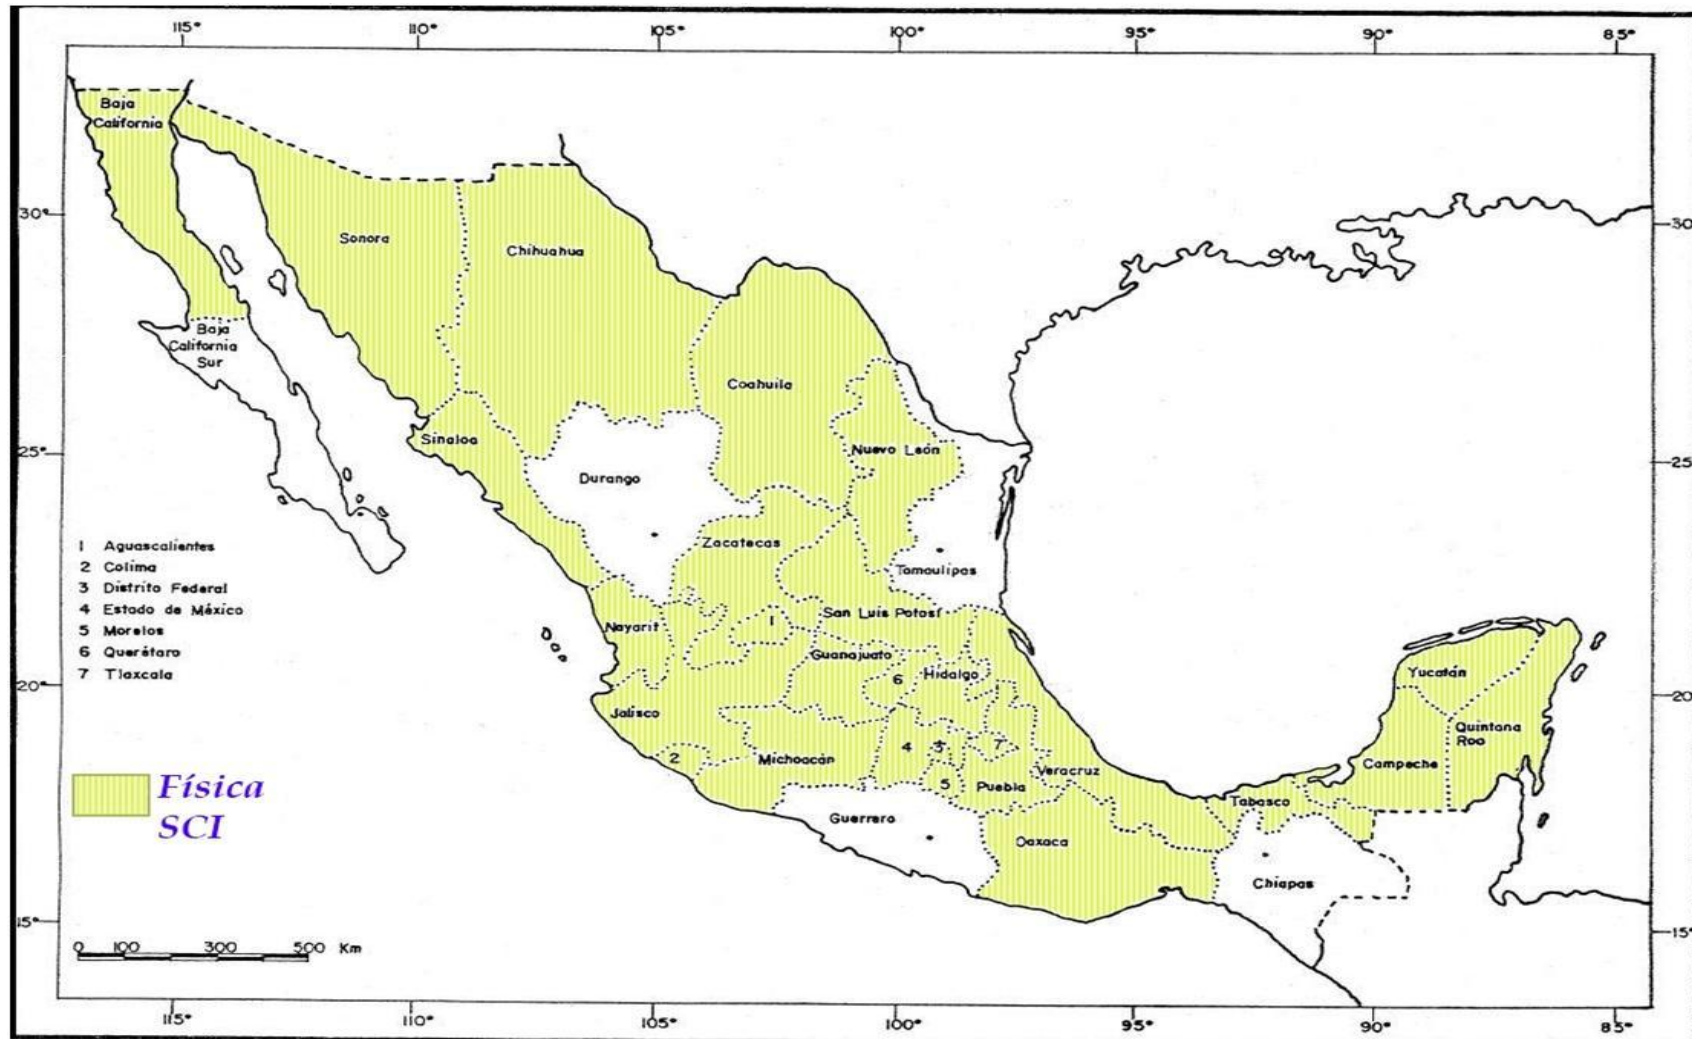 115° 110° 105° 100° 95° 90° 85°
Baja
California
30° 30°
Sonora
Chihuahua
Baja
California
Sur
Coahuila
Sinaloa
Nuevo León
25° 25°
Durango
Zacatecas
Tamaulipas
1 Aguascalientes
2 Colima
3 Distrito Federal
4 Estado de México
5 Morelos
6 Querétaro
7 Tlaxcala
San Luis Potosí
1
Nayarit
Guanajuato
Hidalgo
6
Yucatán
20° 20°
Jalisco
Quintana
Roo
4 3 7
2
Michoacán
Veracruz
Campeche
5
Puebla
Tabasco
Física
SCI
Guerrero
Oaxaca
Chiapas
15° 15°
0 100 300 500 Km
115° 110° 105° 100° 95° 90° 85°